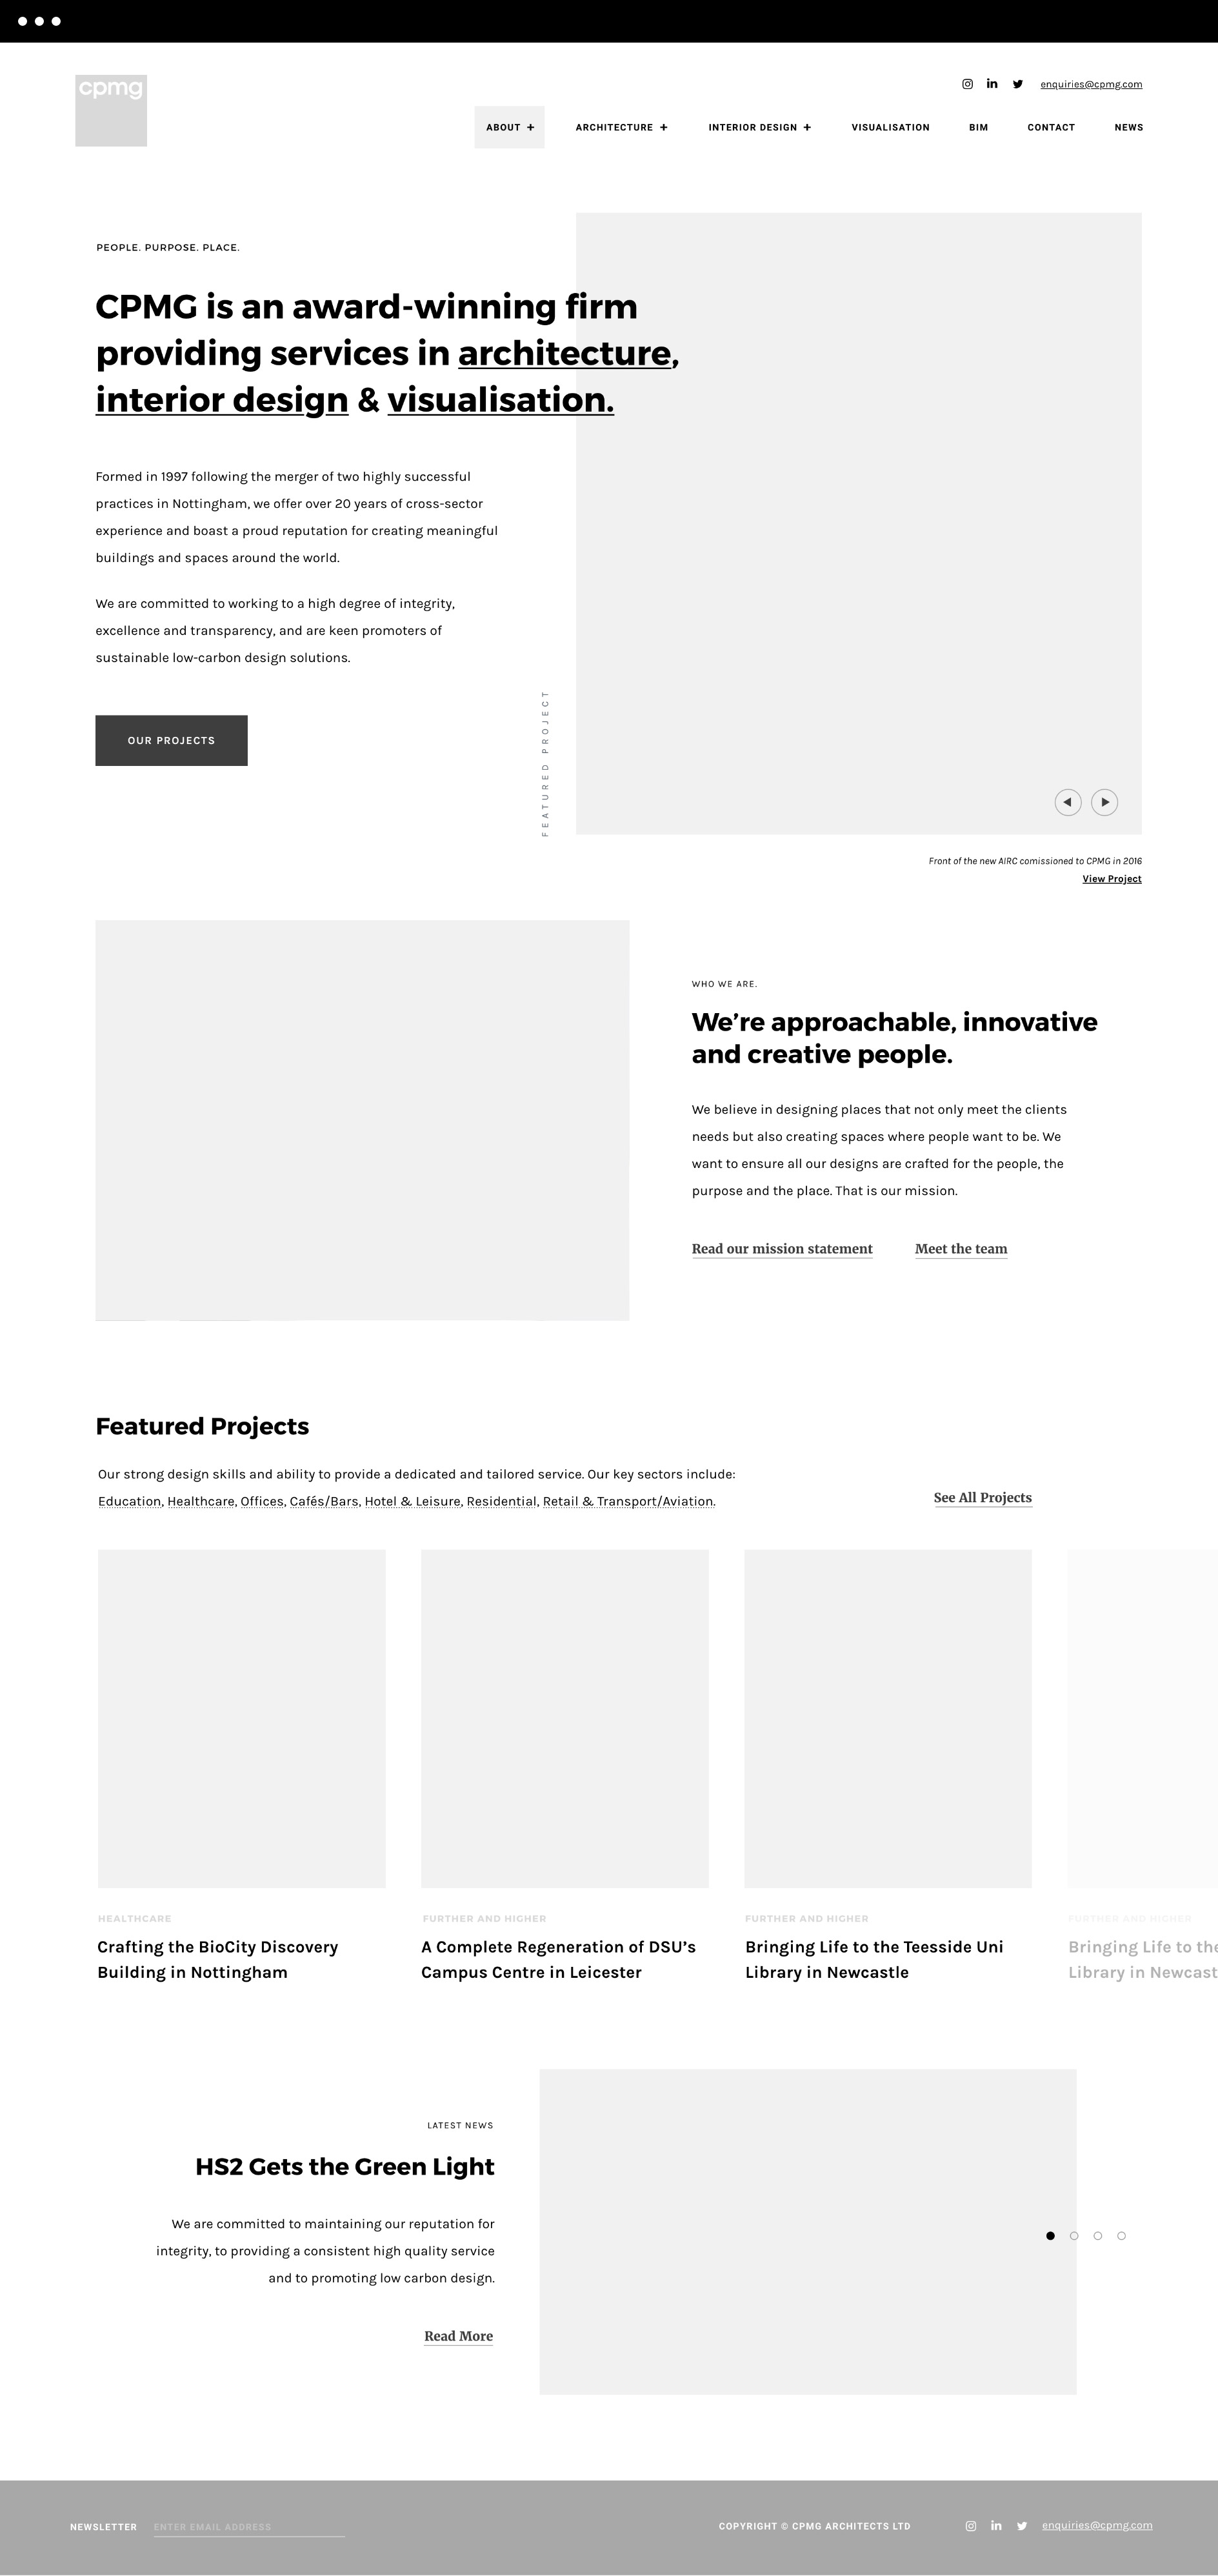 cpmg
enquiries@cpmg.com
ABOUT +
ARCHITECTURE +
INTERIOR DESIGN +
VISUALISATION
BIM
CONTACT
NEWS
PEOPLE. PURPOSE. PLACE.
CPMG is an award-winning firm
providing services in architecture,
interior design & visualisation.
Formed in 1997 following the merger of two highly successful
practices in Nottingham, we offer over 20 years of cross-sector
experience and boast a proud reputation for creating meaningful
buildings and spaces around the world.
We are committed to working to a high degree of integrity,
excellence and transparency, and are keen promoters of
sustainable low-carbon design solutions.
OUR PROJECTS
FEATURED PROJECT
Front of the new AIRC comissioned to CPMG in 2016
View Project
WHO WE ARE.
We’re approachable, innovative
and creative people.
We believe in designing places that not only meet the clients
needs but also creating spaces where people want to be. We
want to ensure all our designs are crafted for the people, the
purpose and the place. That is our mission.
Read our mission statement
Meet the team
Featured Projects
Our strong design skills and ability to provide a dedicated and tailored service. Our key sectors include:
Education, Healthcare, Offices, Cafés/Bars, Hotel & Leisure, Residential, Retail & Transport/Aviation.
See All Projects
HEALTHCARE
Crafting the BioCity Discovery
Building in Nottingham
FURTHER AND HIGHER
A Complete Regeneration of DSU’s
Campus Centre in Leicester
FURTHER AND HIGHER
Bringing Life to the Teesside Uni
Library in Newcastle
FURTHER AND HIGHER
Bringing Life to the
Library in Newcast
LATEST NEWS
HS2 Gets the Green Light
We are committed to maintaining our reputation for
integrity, to providing a consistent high quality service
and to promoting low carbon design.
Read More
NEWSLETTER
ENTER EMAIL ADDRESS
COPYRIGHT © CPMG ARCHITECTS LTD
enquiries@cpmg.com